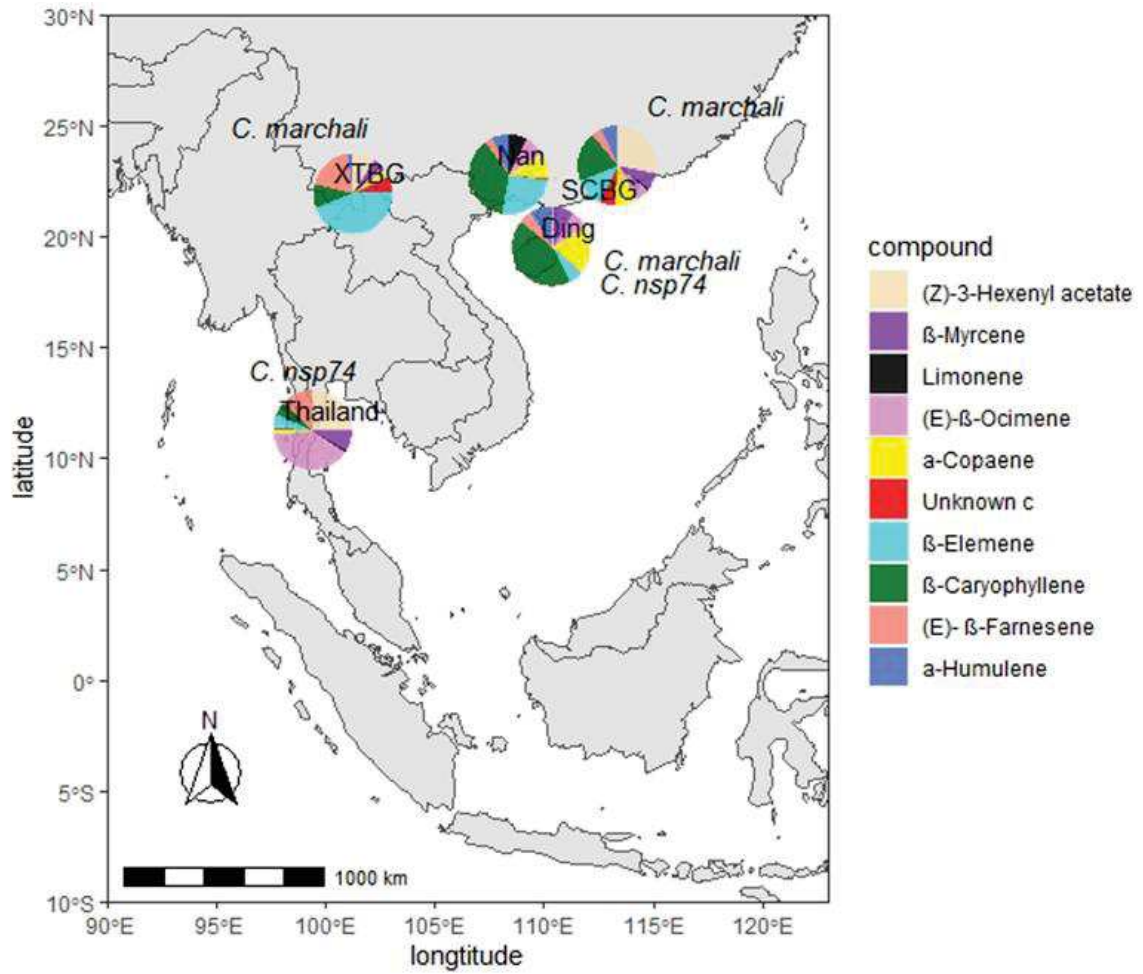 30°N
25°N
20°N
15°N
10°N
5°N
0°
5°S
10°S
90°E
95°E
100°E
105°E
110°E
115°E
120°E
latitude
longtitude
C. marchali
C. marchali
XTBG
Nan
SCBG
Ding
C. marchali
C. nsp74
C. nsp74
Thailand
N
1000 km
compound
(Z)-3-Hexenyl acetate
ß-Myrcene
Limonene
(E)-ß-Ocimene
a-Copaene
Unknown c
ß-Elemene
ß-Caryophyllene
(E)- ß-Farnesene
a-Humulene